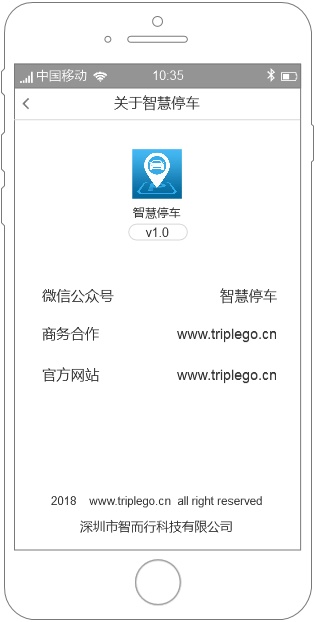 中国移动 10:35
关于智慧停车
智慧停车
v1.0
微信公众号 智慧停车
商务合作 www.triplego.cn
官方网站 www.triplego.cn
2018 www.triplego.cn all right reserved
深圳市智而行科技有限公司